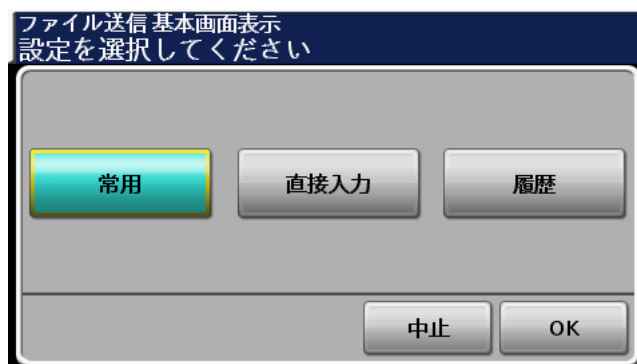 ファイル送信 基本画面表示
設定を選択してください
常用
直接入力
履歴
中止
OK